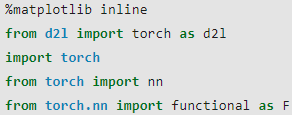 %matplotlib inline
from d2l import torch as d2l
import torch
from torch import nn
from torch.nn import functional as F